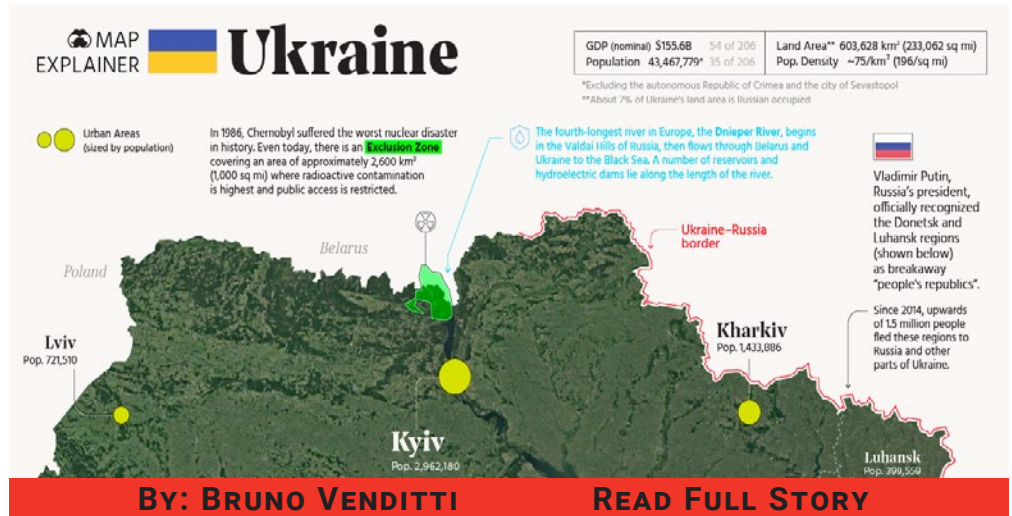 MAP
EXPLAINER
Ukraine
GDP (nominal) $155.6B 54 of 206
Population 43,467,779* 35 of 206
Land Area** 603,628 km² (233,062 sq mi)
Pop. Density ~75/km² (196/sq mi)
*Excluding the autonomous Republic of Crimea and the city of Sevastopol
**About 7% of Ukraine's land area is Russian occupied
Urban Areas
(sized by population)
In 1986, Chernobyl suffered the worst nuclear disaster
in history. Even today, there is an Exclusion Zone
covering an area of approximately 2,600 km²
(1,000 sq mi) where radioactive contamination
is highest and public access is restricted.
The fourth-longest river in Europe, the Dnieper River, begins
in the Valdai Hills of Russia, then flows through Belarus and
Ukraine to the Black Sea. A number of reservoirs and
hydroelectric dams lie along the length of the river.
Vladimir Putin,
Russia's president,
officially recognized
the Donetsk and
Luhansk regions
(shown below)
as breakaway
"people's republics".
Since 2014, upwards
of 1.5 million people
fled these regions to
Russia and other
parts of Ukraine.
Ukraine–Russia
border
Belarus
Poland
Lviv
Pop. 721,510
Kharkiv
Pop. 1,433,886
Kyiv
Pop. 2,962,180
Luhansk
Pop. 399,559
By: Bruno Venditti
Read Full Story